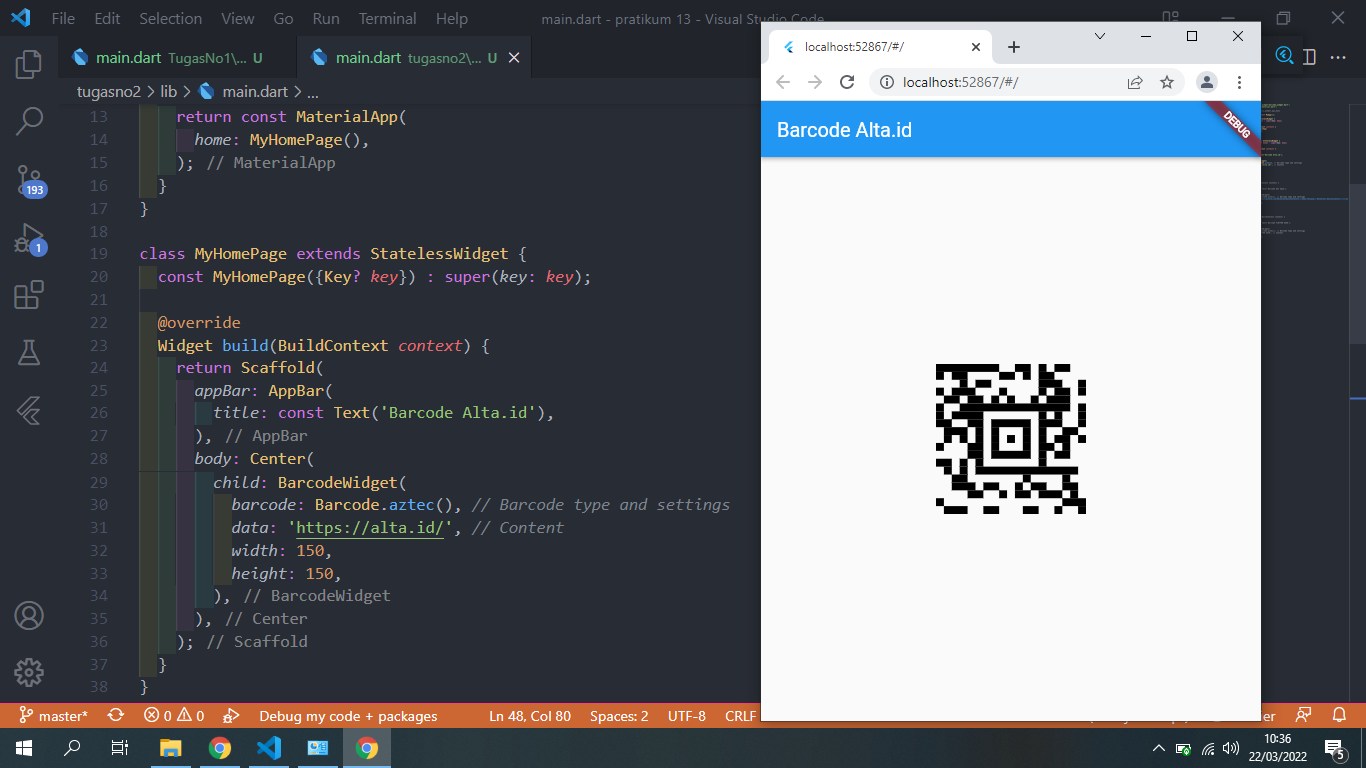 File Edit Selection View Go Run Terminal Help
main.dart - pratikum 13 - Visual Studio Code
main.dart TugasNo1\... U
main.dart tugasno2\... U
tugasno2 > lib > main.dart > ...
13 return const MaterialApp(
14 home: MyHomePage(),
15 ); // MaterialApp
16 }
17 }
18
19 class MyHomePage extends StatelessWidget {
20 const MyHomePage({Key? key}) : super(key: key);
21
22 @override
23 Widget build(BuildContext context) {
24 return Scaffold(
25 appBar: AppBar(
26 title: const Text('Barcode Alta.id'),
27 ), // AppBar
28 body: Center(
29 child: BarcodeWidget(
30 barcode: Barcode.aztec(), // Barcode type and settings
31 data: 'https://alta.id/', // Content
32 width: 150,
33 height: 150,
34 ), // BarcodeWidget
35 ), // Center
36 ); // Scaffold
37 }
38 }
193
1
localhost:52867/#/
localhost:52867/#/
Barcode Alta.id
DEBUG
master* 0 0 Debug my code + packages Ln 48, Col 80 Spaces: 2 UTF-8 CRLF
10:36
22/03/2022
5